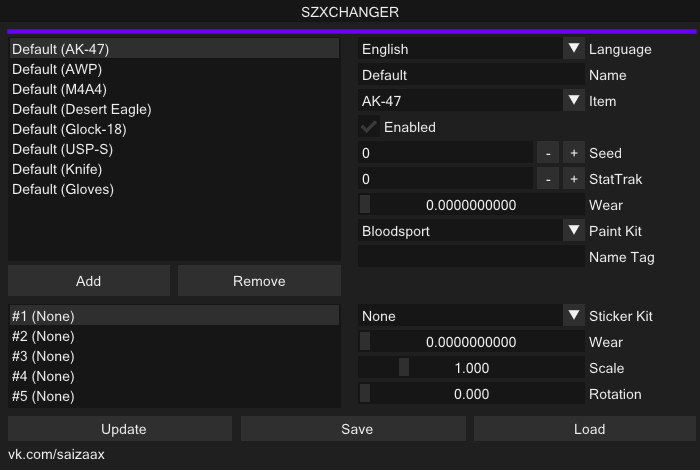 SZXCHANGER
Default (AK-47)
Default (AWP)
Default (M4A4)
Default (Desert Eagle)
Default (Glock-18)
Default (USP-S)
Default (Knife)
Default (Gloves)
Add Remove
English Language
Default Name
AK-47 Item
Enabled
0 - + Seed
0 - + StatTrak
0.0000000000 Wear
Bloodsport Paint Kit
Name Tag
#1 (None)
#2 (None)
#3 (None)
#4 (None)
#5 (None)
None Sticker Kit
0.0000000000 Wear
1.000 Scale
0.000 Rotation
Update Save Load
vk.com/saizaax